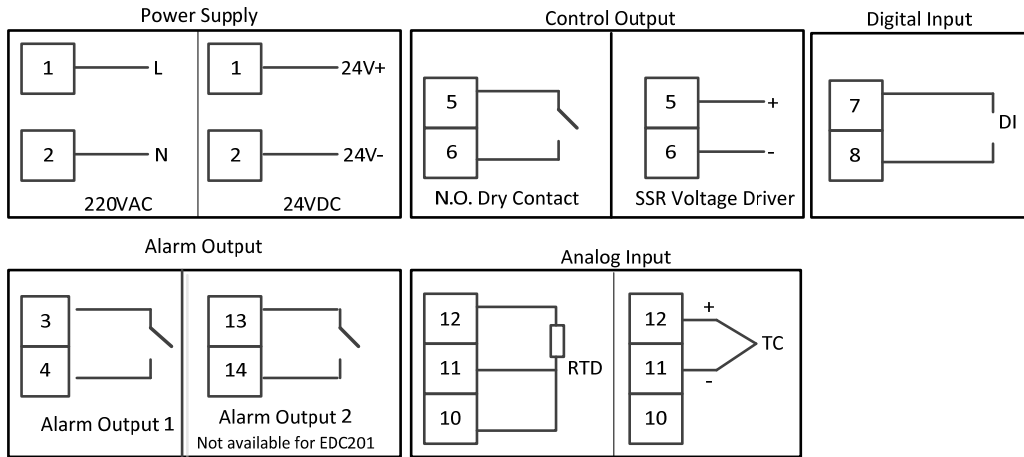 Power Supply
1 L
2 N
220VAC
1 24V+
2 24V-
24VDC
Control Output
5
6
N.O. Dry Contact
5 +
6 -
SSR Voltage Driver
Digital Input
7
8
DI
Alarm Output
3
4
Alarm Output 1
13
14
Alarm Output 2
Not available for EDC201
Analog Input
12
11
10
RTD
12 +
11 -
10
TC